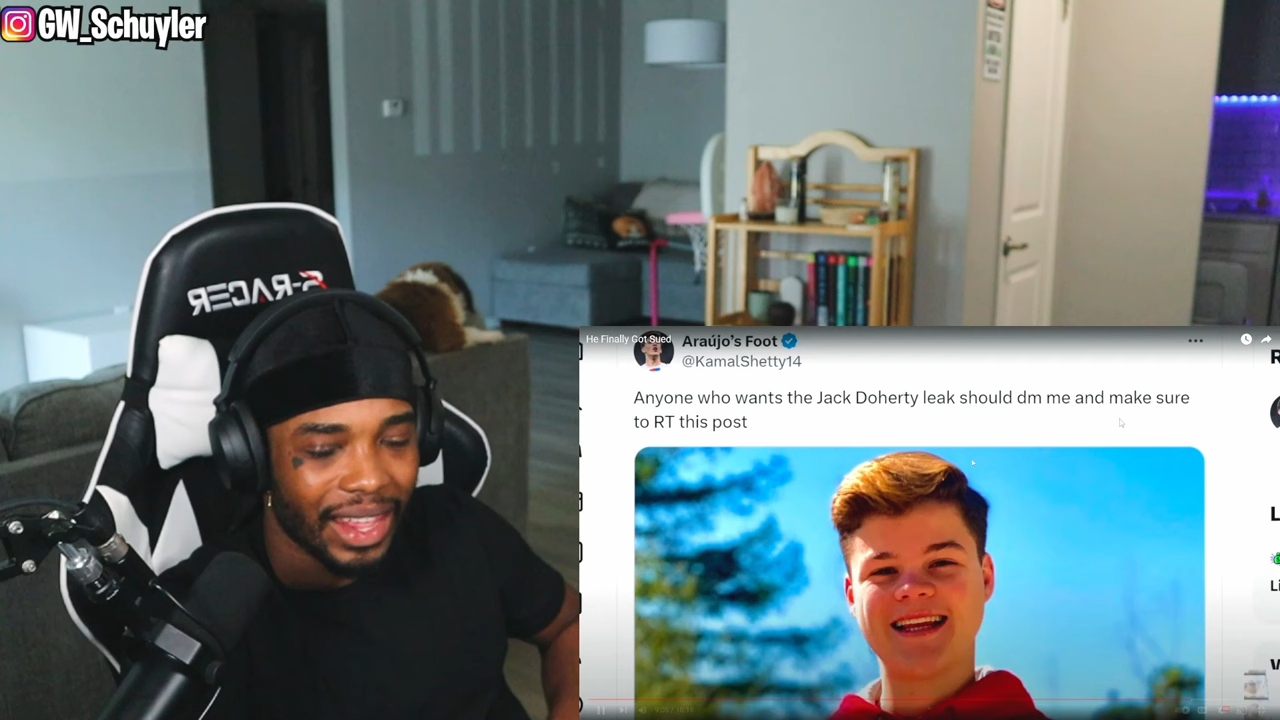 GW_Schuyler
S-RACER
He Finally Got Sued
Araújo's Foot
@KamalShetty14
Anyone who wants the Jack Doherty leak should dm me and make sure
to RT this post